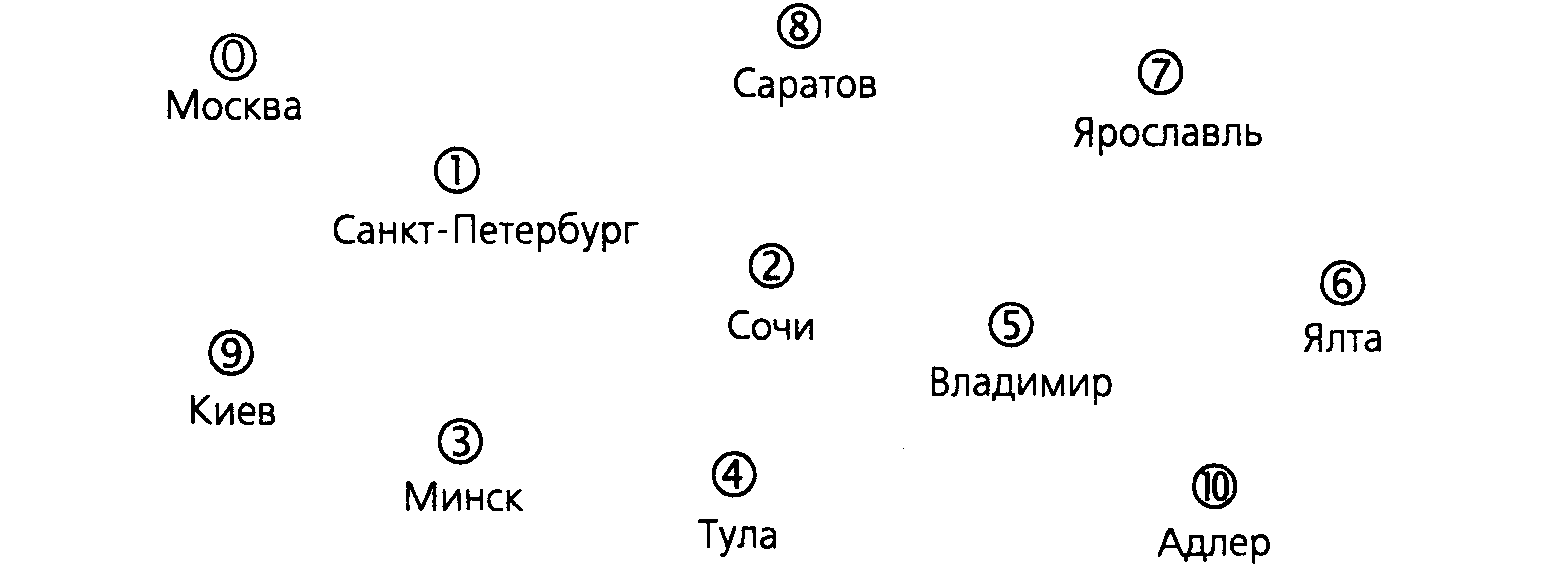 ⓪
Москва
⑧
Саратов
⑦
Ярославль
①
Санкт-Петербург
②
Сочи
⑤
Владимир
⑥
Ялта
⑨
Киев
③
Минск
④
Тула
⑩
Адлер